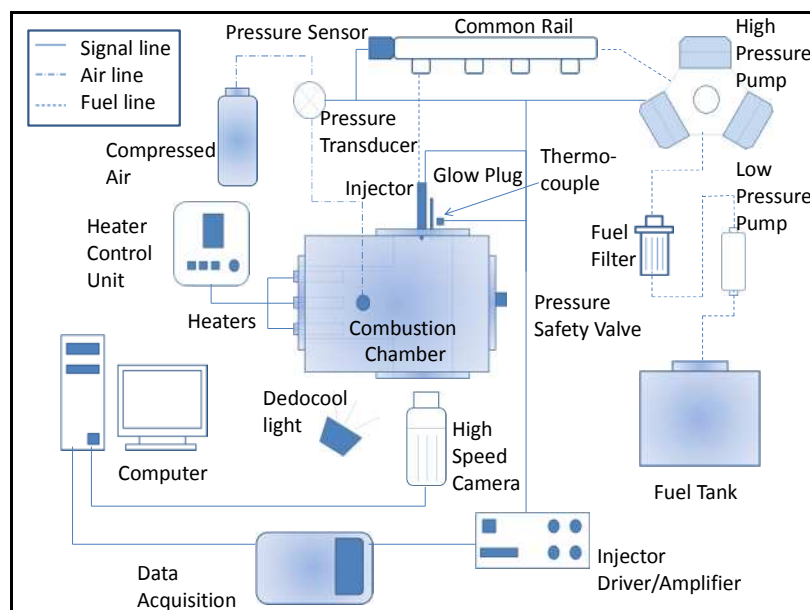 Signal line
Air line
Fuel line
Pressure Sensor
Common Rail
High
Pressure
Pump
Compressed
Air
Pressure
Transducer
Injector
Glow Plug
Thermo-
couple
Low
Pressure
Pump
Heater
Control
Unit
Fuel
Filter
Heaters
Combustion
Chamber
Pressure
Safety Valve
Dedocool
light
High
Speed
Camera
Computer
Fuel Tank
Data
Acquisition
Injector
Driver/Amplifier